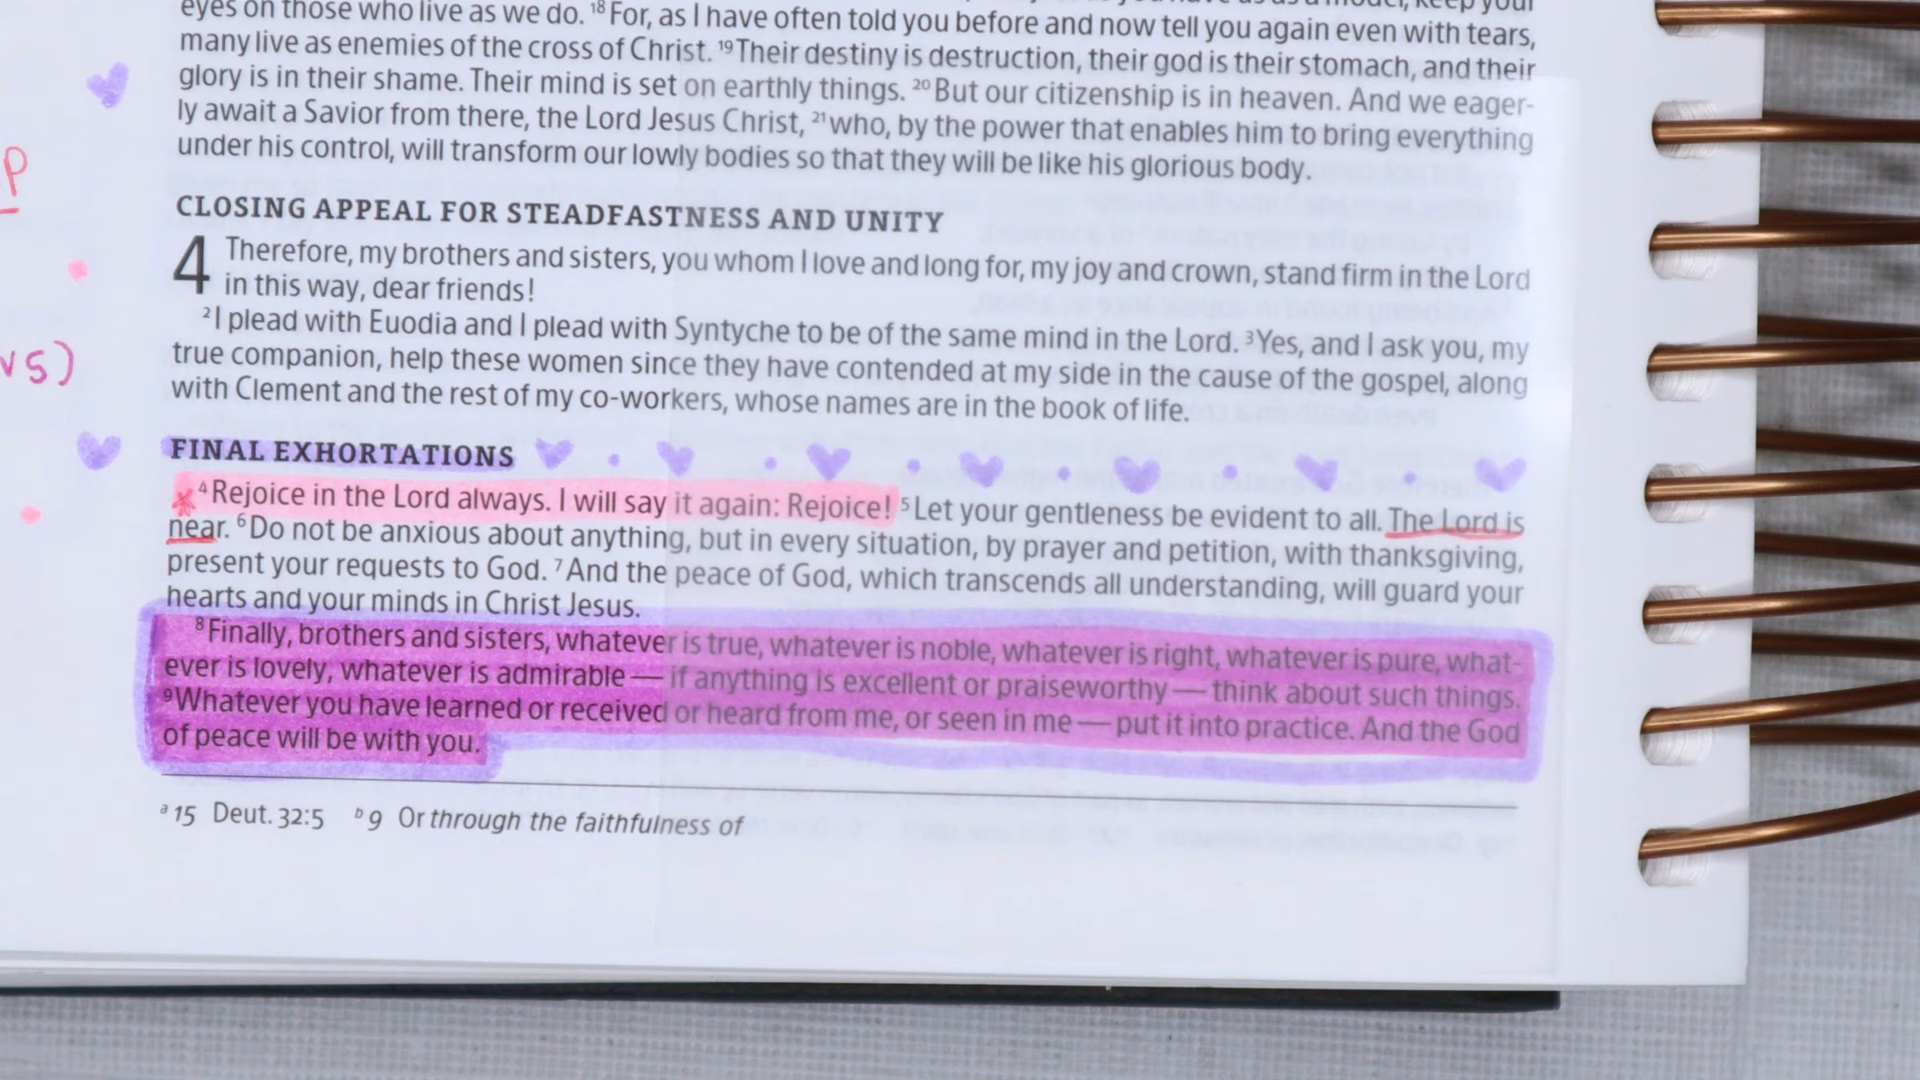 eyes on those who live as we do. ¹⁸For, as I have often told you before and now tell you again even with tears,
many live as enemies of the cross of Christ. ¹⁹Their destiny is destruction, their god is their stomach, and their
glory is in their shame. Their mind is set on earthly things. ²⁰But our citizenship is in heaven. And we eager-
ly await a Savior from there, the Lord Jesus Christ, ²¹who, by the power that enables him to bring everything
under his control, will transform our lowly bodies so that they will be like his glorious body.
CLOSING APPEAL FOR STEADFASTNESS AND UNITY
4 Therefore, my brothers and sisters, you whom I love and long for, my joy and crown, stand firm in the Lord
in this way, dear friends!
²I plead with Euodia and I plead with Syntyche to be of the same mind in the Lord. ³Yes, and I ask you, my
true companion, help these women since they have contended at my side in the cause of the gospel, along
with Clement and the rest of my co-workers, whose names are in the book of life.
FINAL EXHORTATIONS
⁴Rejoice in the Lord always. I will say it again: Rejoice! ⁵Let your gentleness be evident to all. The Lord is
near. ⁶Do not be anxious about anything, but in every situation, by prayer and petition, with thanksgiving,
present your requests to God. ⁷And the peace of God, which transcends all understanding, will guard your
hearts and your minds in Christ Jesus.
⁸Finally, brothers and sisters, whatever is true, whatever is noble, whatever is right, whatever is pure, what-
ever is lovely, whatever is admirable — if anything is excellent or praiseworthy — think about such things.
⁹Whatever you have learned or received or heard from me, or seen in me — put it into practice. And the God
of peace will be with you.
ᵃ 15 Deut. 32:5 ᵇ 9 Or through the faithfulness of